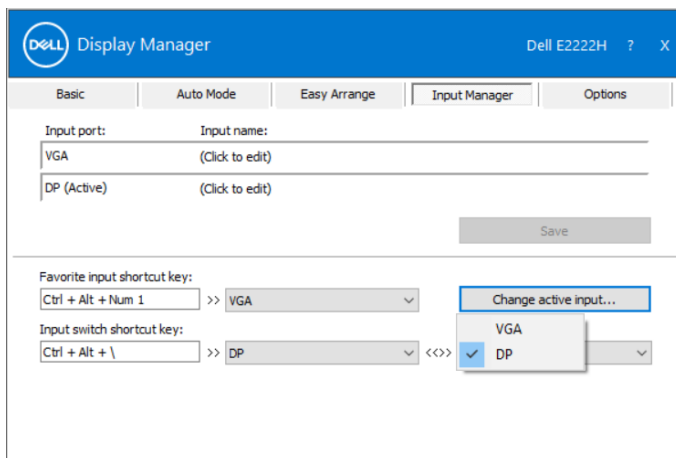 DELL Display Manager Dell E2222H ? X
Basic Auto Mode Easy Arrange Input Manager Options
Input port: Input name:
VGA (Click to edit)
DP (Active) (Click to edit)
Save
Favorite input shortcut key:
Ctrl + Alt + Num 1 >> VGA Change active input...
Input switch shortcut key:
VGA
Ctrl + Alt + \ >> DP <<>> DP